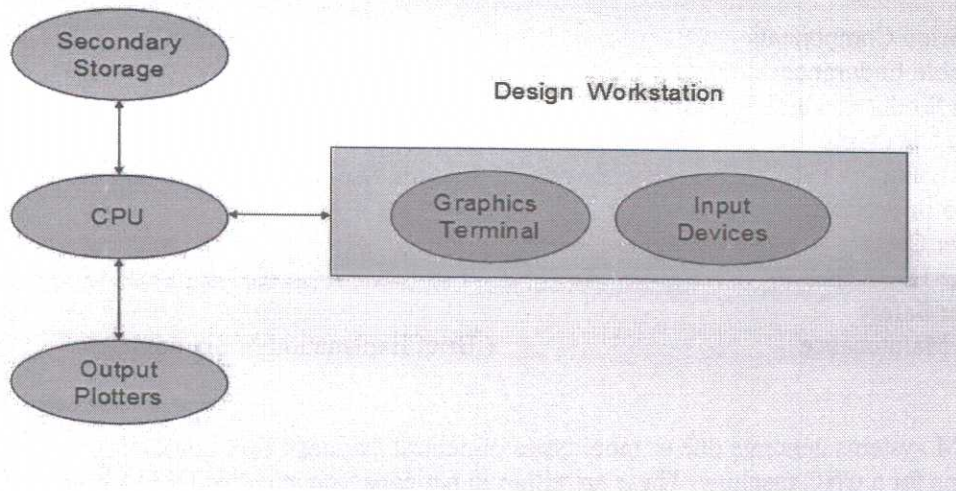 Secondary
Storage
Design Workstation
CPU
Graphics
Terminal
Input
Devices
Output
Plotters